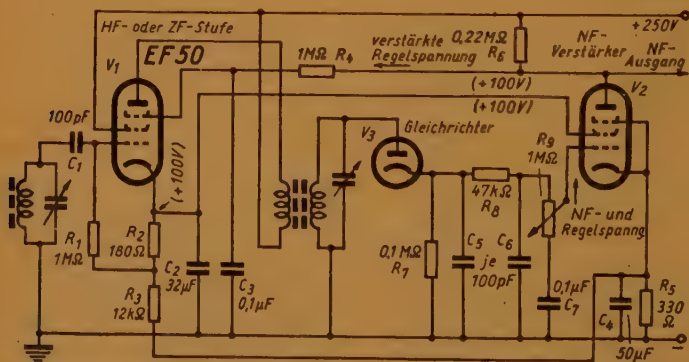 HF- oder ZF-Stufe
EF50
V1
100pF
C1
R1
1MΩ
(+100V)
R2
180Ω
R3
12kΩ
C2
32µF
C3
0,1µF
1MΩ R4
verstärkte
Regelspannung
0,22MΩ
R6
(+100V)
(+100V)
NF-
Verstärker
NF-
Ausgang
+250V
V2
V3
Gleichrichter
0,1MΩ
R7
47kΩ
R8
C5
C6
je
100pF
R9
1MΩ
NF- und
Regelspanng
0,1µF
C7
C4
50µF
R5
330
Ω
−